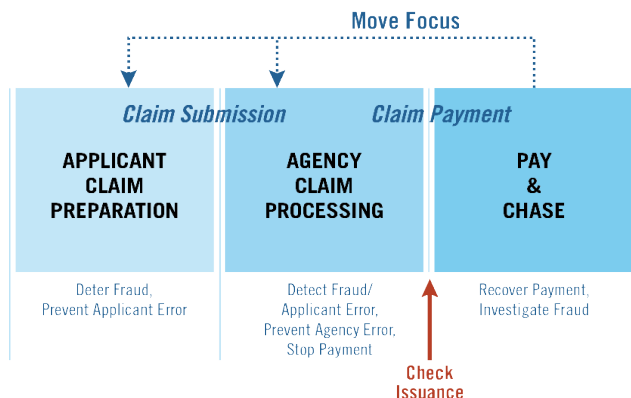 Move Focus
Claim Submission
Claim Payment
APPLICANT
CLAIM
PREPARATION
AGENCY
CLAIM
PROCESSING
PAY
&
CHASE
Deter Fraud,
Prevent Applicant Error
Detect Fraud/
Applicant Error,
Prevent Agency Error,
Stop Payment
Recover Payment,
Investigate Fraud
Check
Issuance